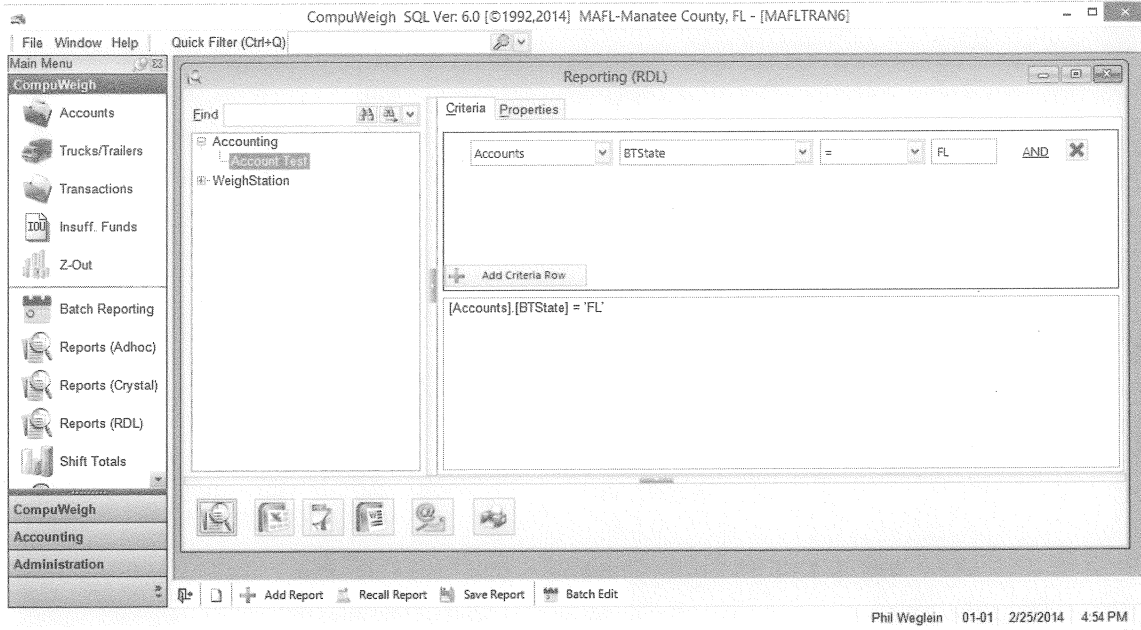 CompuWeigh SQL Ver: 6.0 [©1992,2014] MAFL-Manatee County, FL - [MAFLTRAN6]
File Window Help Quick Filter (Ctrl+Q)
Main Menu
CompuWeigh
Accounts
Trucks/Trailers
Transactions
IOU Insuff. Funds
Z-Out
Batch Reporting
Reports (Adhoc)
Reports (Crystal)
Reports (RDL)
Shift Totals
CompuWeigh
Accounting
Administration
Reporting (RDL)
Find
Accounting
Account Test
WeighStation
Criteria Properties
Accounts BTState = FL AND
Add Criteria Row
[Accounts].[BTState] = 'FL'
Add Report Recall Report Save Report Batch Edit
Phil Weglein 01-01 2/25/2014 4:54 PM